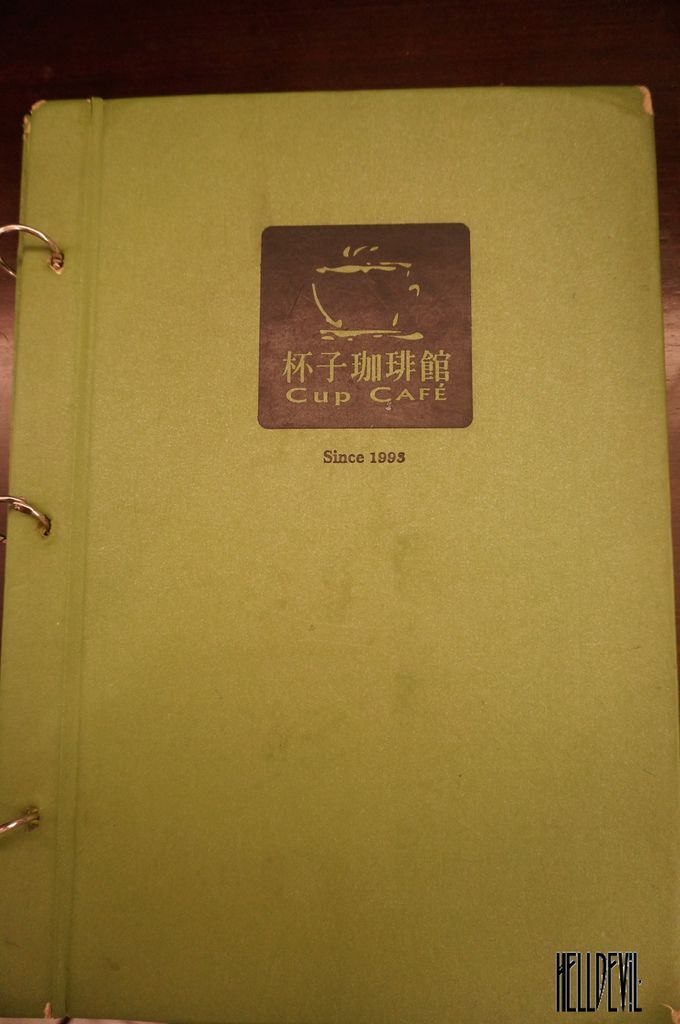 杯子珈琲館
Cup CAFÉ
Since 1993
HELLDEViL